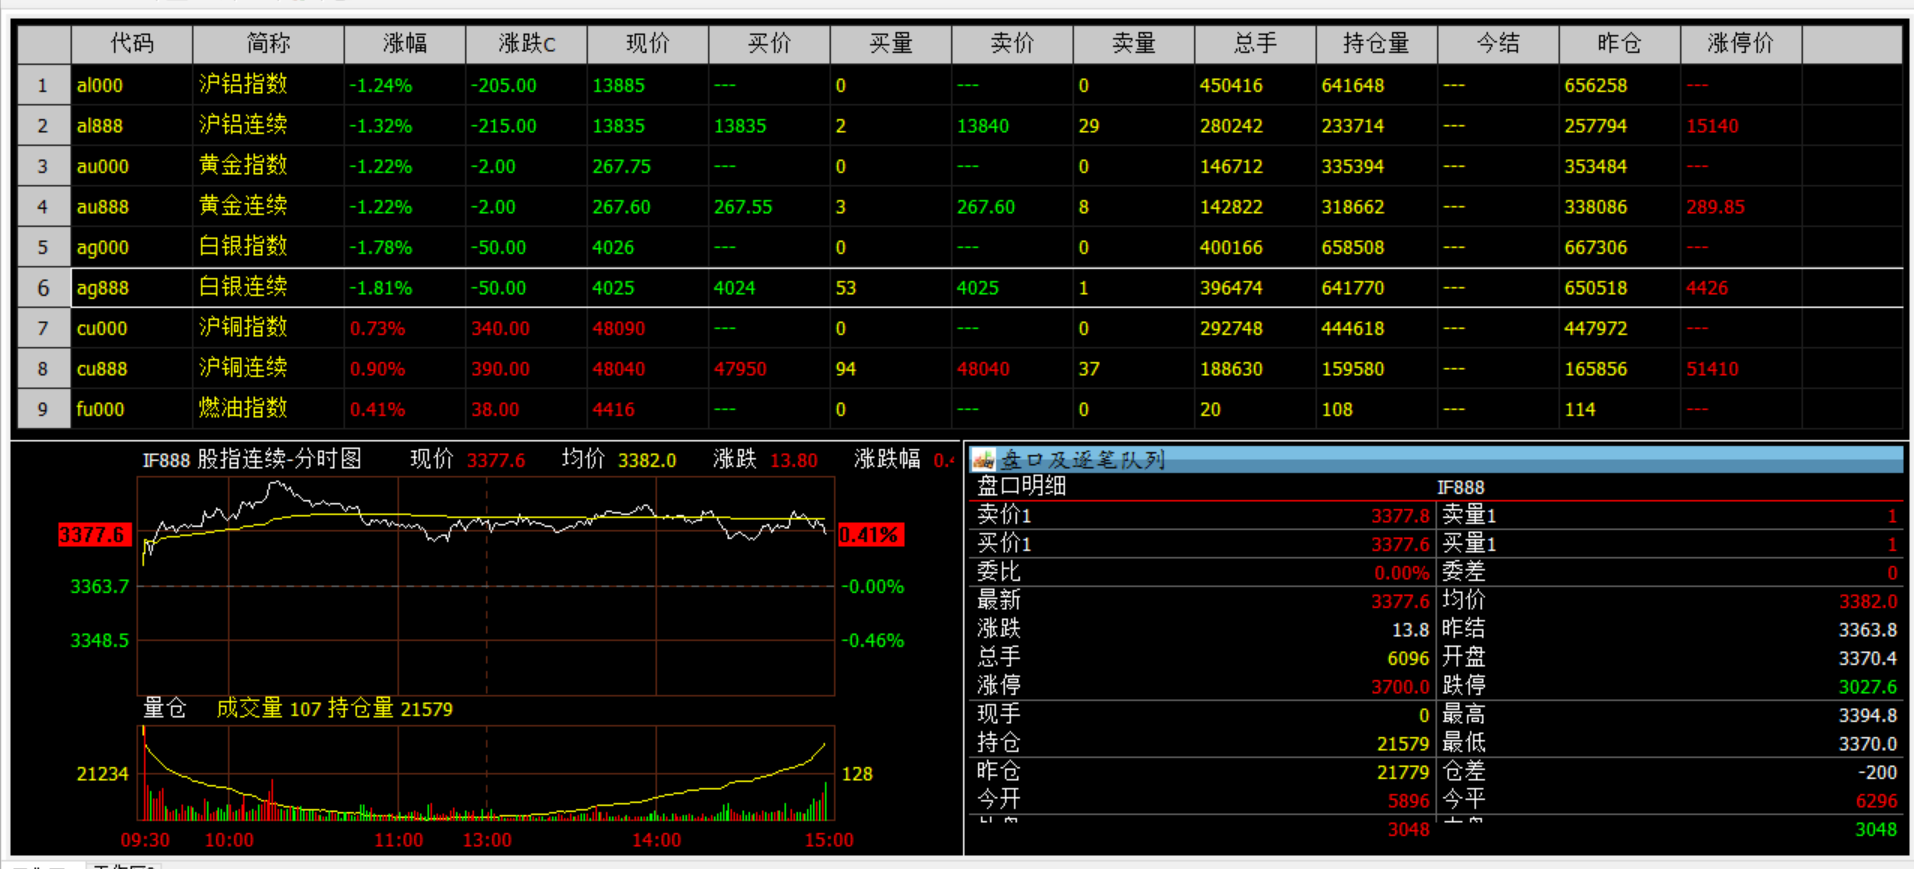 代码 简称 涨幅 涨跌C 现价 买价 买量 卖价 卖量 总手 持仓量 今结 昨仓 涨停价
1 al000 沪铝指数 -1.24% -205.00 13885 --- 0 --- 0 450416 641648 --- 656258 ---
2 al888 沪铝连续 -1.32% -215.00 13835 13835 2 13840 29 280242 233714 --- 257794 15140
3 au000 黄金指数 -1.22% -2.00 267.75 --- 0 --- 0 146712 335394 --- 353484 ---
4 au888 黄金连续 -1.22% -2.00 267.60 267.55 3 267.60 8 142822 318662 --- 338086 289.85
5 ag000 白银指数 -1.78% -50.00 4026 --- 0 --- 0 400166 658508 --- 667306 ---
6 ag888 白银连续 -1.81% -50.00 4025 4024 53 4025 1 396474 641770 --- 650518 4426
7 cu000 沪铜指数 0.73% 340.00 48090 --- 0 --- 0 292748 444618 --- 447972 ---
8 cu888 沪铜连续 0.90% 390.00 48040 47950 94 48040 37 188630 159580 --- 165856 51410
9 fu000 燃油指数 0.41% 38.00 4416 --- 0 --- 0 20 108 --- 114 ---
IF888 股指连续-分时图 现价 3377.6 均价 3382.0 涨跌 13.80 涨跌幅
3377.6 0.41%
3363.7 -0.00%
3348.5 -0.46%
量仓 成交量 107 持仓量 21579
21234 128
09:30 10:00 11:00 13:00 14:00 15:00
盘口及逐笔队列
盘口明细 IF888
卖价1 3377.8 卖量1 1
买价1 3377.6 买量1 1
委比 0.00% 委差 0
最新 3377.6 均价 3382.0
涨跌 13.8 昨结 3363.8
总手 6096 开盘 3370.4
涨停 3700.0 跌停 3027.6
现手 0 最高 3394.8
持仓 21579 最低 3370.0
昨仓 21779 仓差 -200
今开 5896 今平 6296
3048 3048